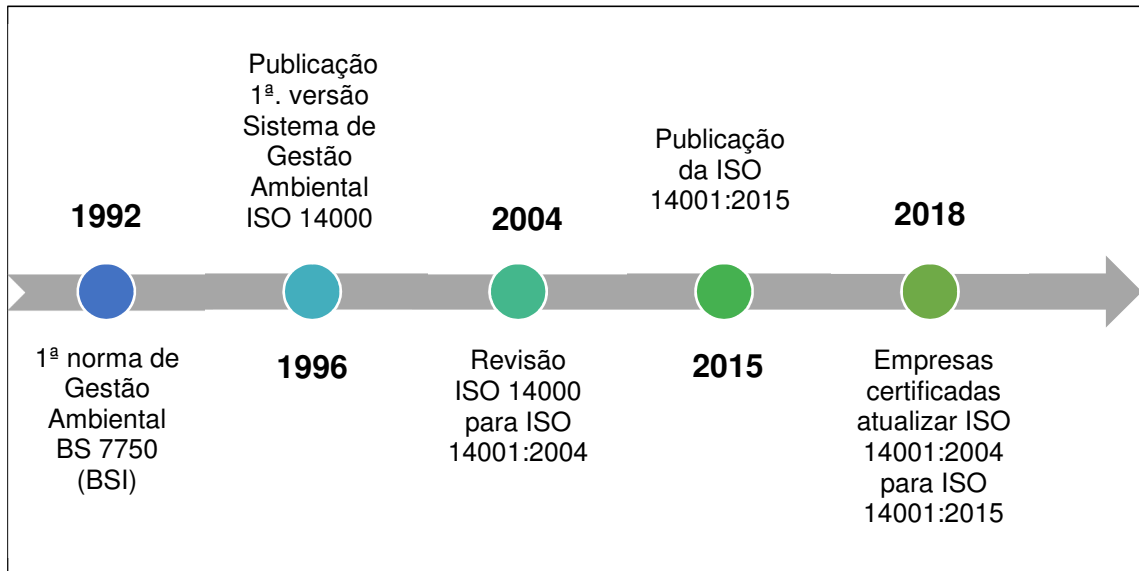 1992
1ª norma de
Gestão
Ambiental
BS 7750
(BSI)
Publicação
1ª. versão
Sistema de
Gestão
Ambiental
ISO 14000
1996
2004
Revisão
ISO 14000
para ISO
14001:2004
Publicação
da ISO
14001:2015
2015
2018
Empresas
certificadas
atualizar ISO
14001:2004
para ISO
14001:2015